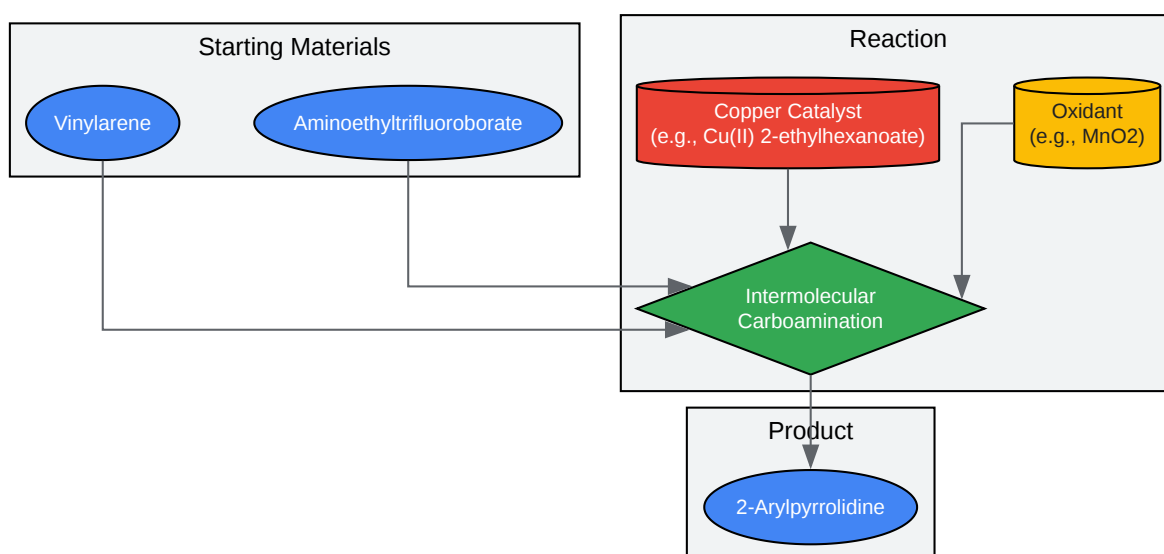 Starting Materials
Vinylarene
Aminoethyltrifluoroborate
Reaction
Copper Catalyst
(e.g., Cu(II) 2-ethylhexanoate)
Oxidant
(e.g., MnO2)
Intermolecular
Carboamination
Product
2-Arylpyrrolidine